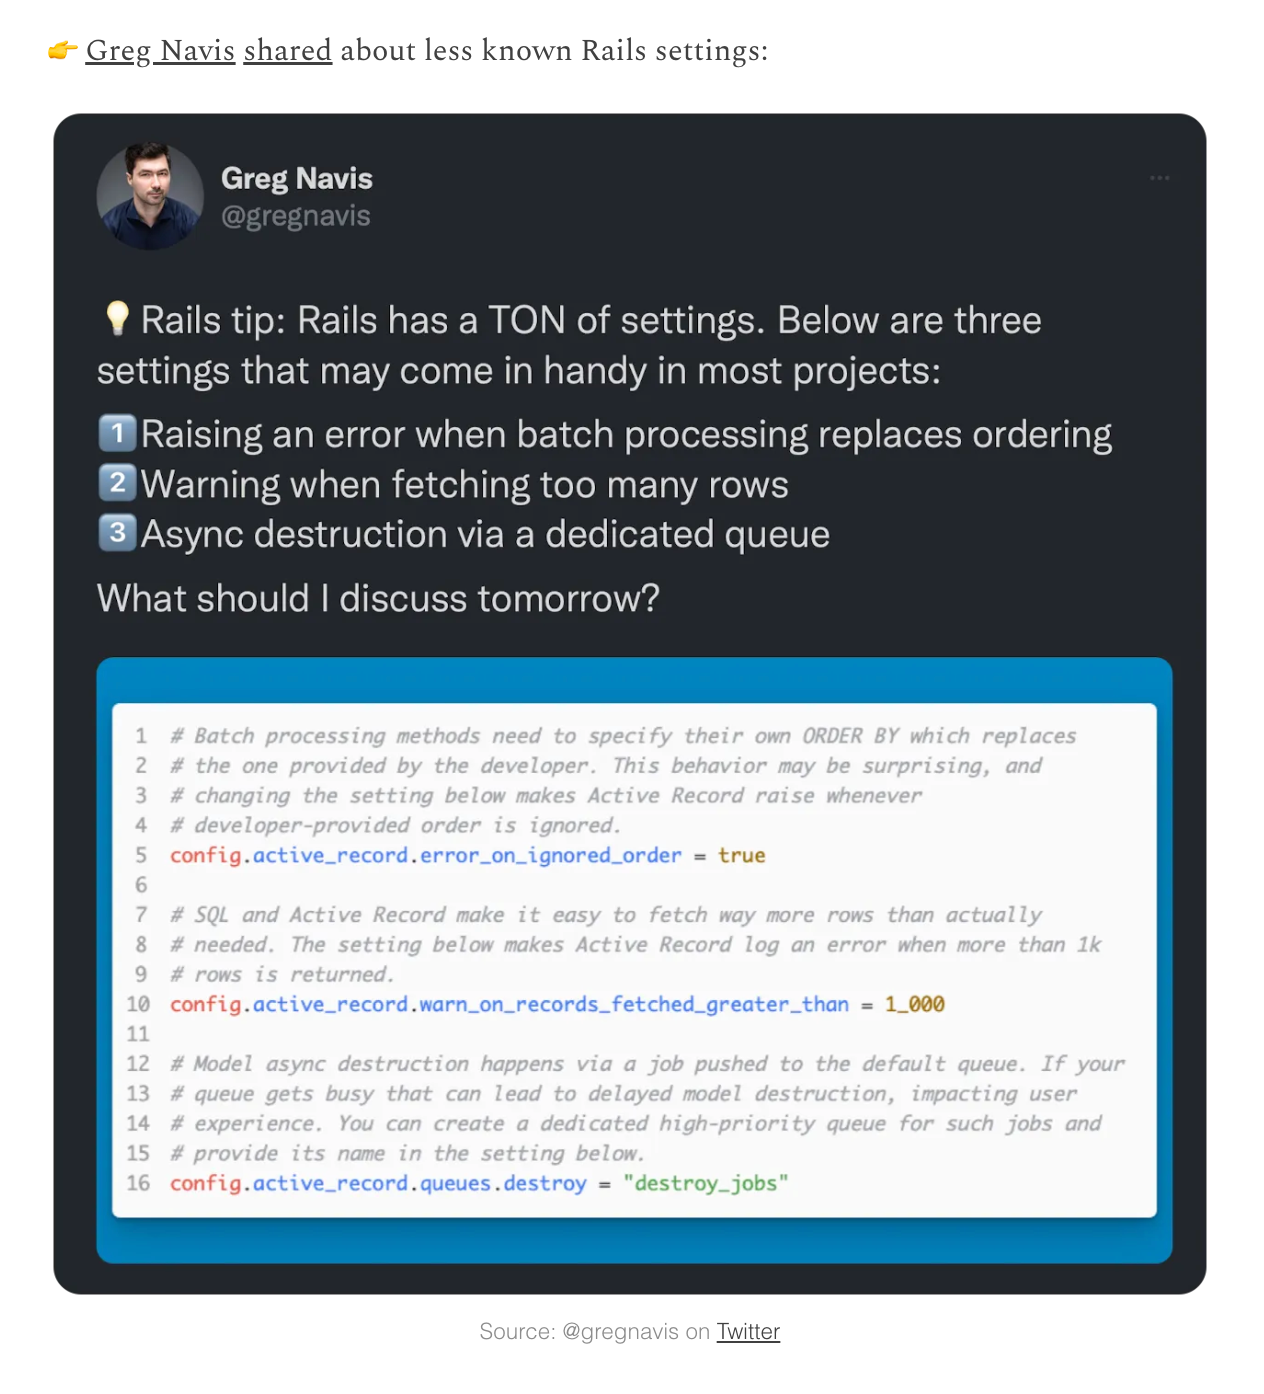 👉 Greg Navis shared about less known Rails settings:
Greg Navis
@gregnavis
...
💡Rails tip: Rails has a TON of settings. Below are three
settings that may come in handy in most projects:
1️⃣Raising an error when batch processing replaces ordering
2️⃣Warning when fetching too many rows
3️⃣Async destruction via a dedicated queue
What should I discuss tomorrow?
1 # Batch processing methods need to specify their own ORDER BY which replaces
2 # the one provided by the developer. This behavior may be surprising, and
3 # changing the setting below makes Active Record raise whenever
4 # developer-provided order is ignored.
5 config.active_record.error_on_ignored_order = true
6
7 # SQL and Active Record make it easy to fetch way more rows than actually
8 # needed. The setting below makes Active Record log an error when more than 1k
9 # rows is returned.
10 config.active_record.warn_on_records_fetched_greater_than = 1_000
11
12 # Model async destruction happens via a job pushed to the default queue. If your
13 # queue gets busy that can lead to delayed model destruction, impacting user
14 # experience. You can create a dedicated high-priority queue for such jobs and
15 # provide its name in the setting below.
16 config.active_record.queues.destroy = "destroy_jobs"
Source: @gregnavis on Twitter